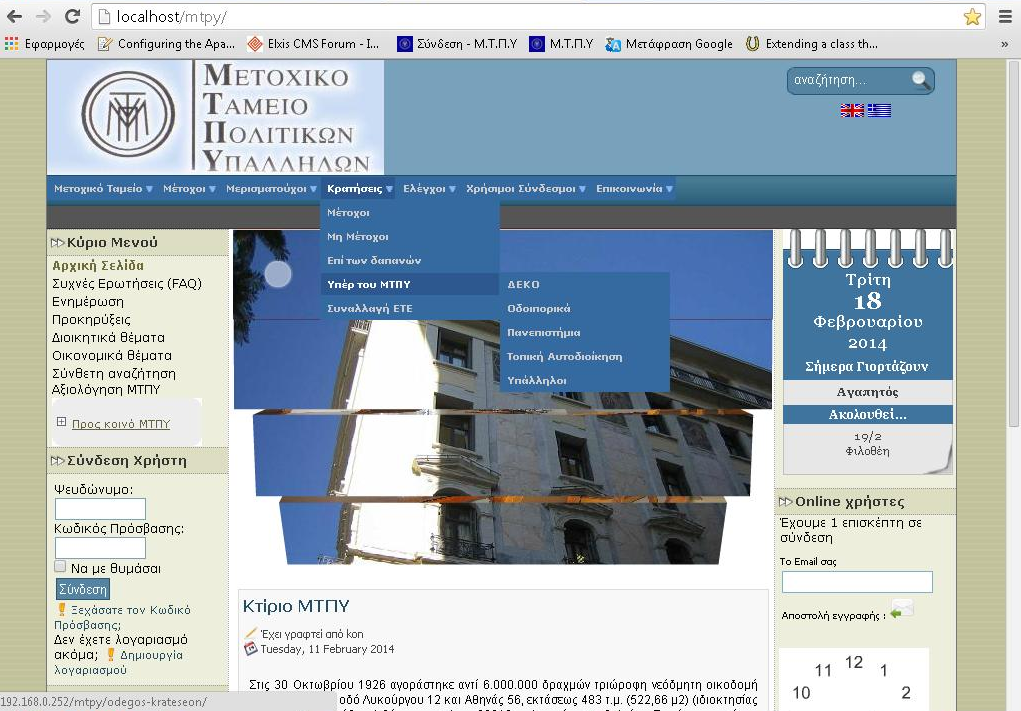 localhost/mtpy/
Εφαρμογές Configuring the Apa... Elxis CMS Forum - I... Σύνδεση - Μ.Τ.Π.Υ Μ.Τ.Π.Υ Μετάφραση Google Extending a class th... »
ΜΕΤΟΧΙΚΟ
ΤΑΜΕΙΟ
ΠΟΛΙΤΙΚΩΝ
ΥΠΑΛΛΗΛΩΝ
αναζήτηση...
Μετοχικό Ταμείο Μέτοχοι Μερισματούχοι Κρατήσεις Ελέγχοι Χρήσιμοι Σύνδεσμοι Επικοινωνία
Μέτοχοι
Μη Μέτοχοι
Επί των δαπανών
Υπέρ του ΜΤΠΥ
Συναλλαγή ΕΤΕ
ΔΕΚΟ
Οδοιπορικά
Πανεπιστήμια
Τοπική Αυτοδιοίκηση
Υπάλληλοι
Κύριο Μενού
Αρχική Σελίδα
Συχνές Ερωτήσεις (FAQ)
Ενημέρωση
Προκηρύξεις
Διοικητικά θέματα
Οικονομικά θέματα
Σύνθετη αναζήτηση
Αξιολόγηση ΜΤΠΥ
Προς κοινό ΜΤΠΥ
Σύνδεση Χρήστη
Ψευδώνυμο:
Κωδικός Πρόσβασης:
Να με θυμάσαι
Σύνδεση
Ξεχάσατε τον Κωδικό
Πρόσβασης;
Δεν έχετε λογαριασμό
ακόμα; Δημιουργία
λογαριασμού
Κτίριο ΜΤΠΥ
Έχει γραφτεί από kon
Tuesday, 11 February 2014
Στις 30 Οκτωβρίου 1926 αγοράστηκε αντί 6.000.000 δραχμών τριώροφη νεόδμητη οικοδομή
οδό Λυκούργου 12 και Αθηνάς 56, εκτάσεως 483 τ.μ. (522,66 μ2) (ιδιοκτησίας
Τρίτη
18
Φεβρουαρίου
2014
Σήμερα Γιορτάζουν
Αγαπητός
Ακολουθεί...
19/2
Φιλοθέη
Online χρήστες
Έχουμε 1 επισκέπτη σε
σύνδεση
Το Email σας
Αποστολή εγγραφής :
12
11 1
10 2
192.168.0.252/mtpy/odegos-krateseon/